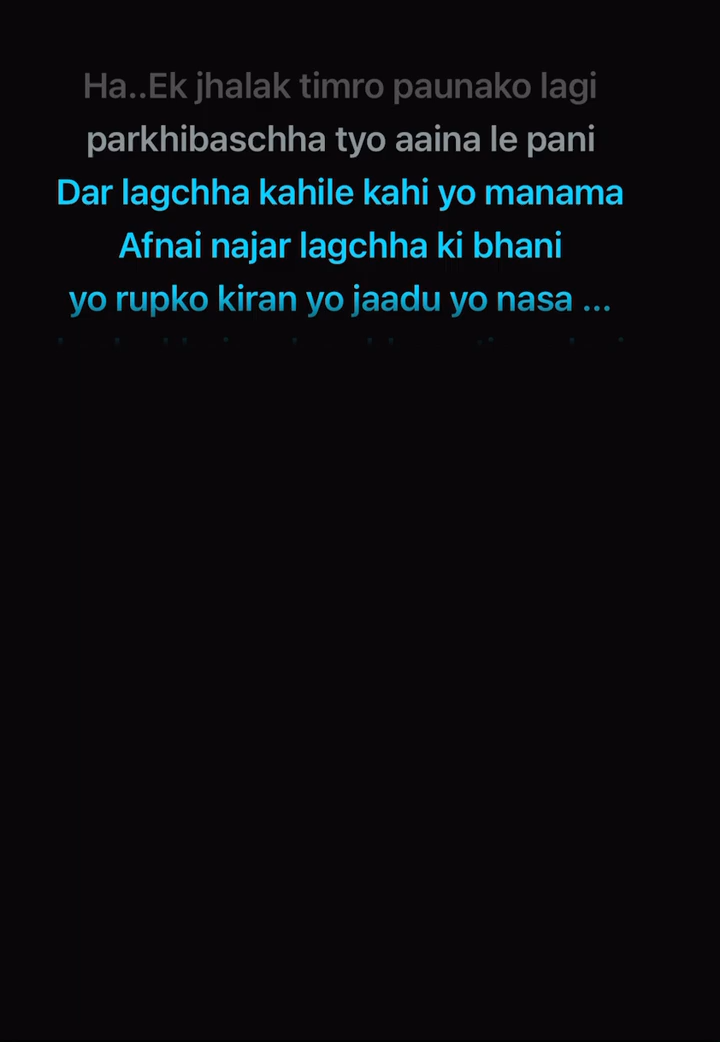 Ha..Ek jhalak timro paunako lagi
parkhibaschha tyo aaina le pani
Dar lagchha kahile kahi yo manama
Afnai najar lagchha ki bhani
yo rupko kiran yo jaadu yo nasa ...